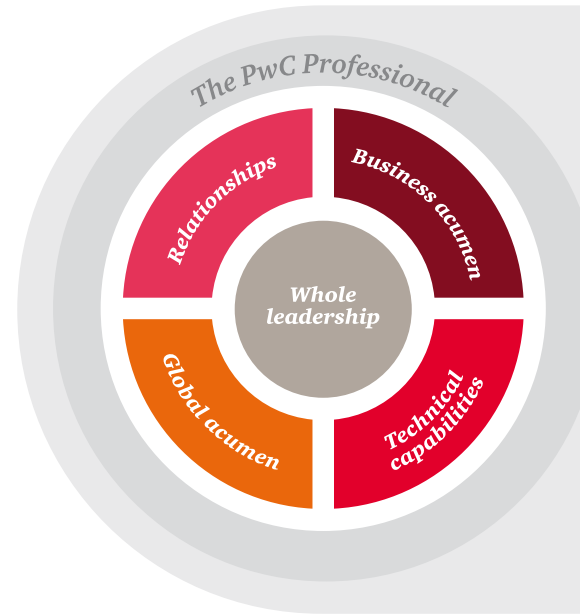 The PwC Professional
Relationships
Business acumen
Whole
leadership
Global acumen
Technical
capabilities